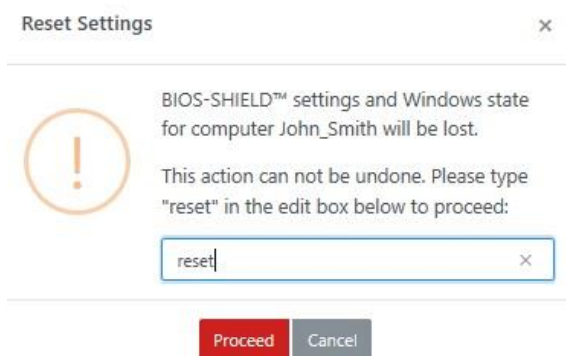 Reset Settings
BIOS-SHIELD™ settings and Windows state
for computer John_Smith will be lost.
This action can not be undone. Please type
"reset" in the edit box below to proceed:
reset
Proceed Cancel